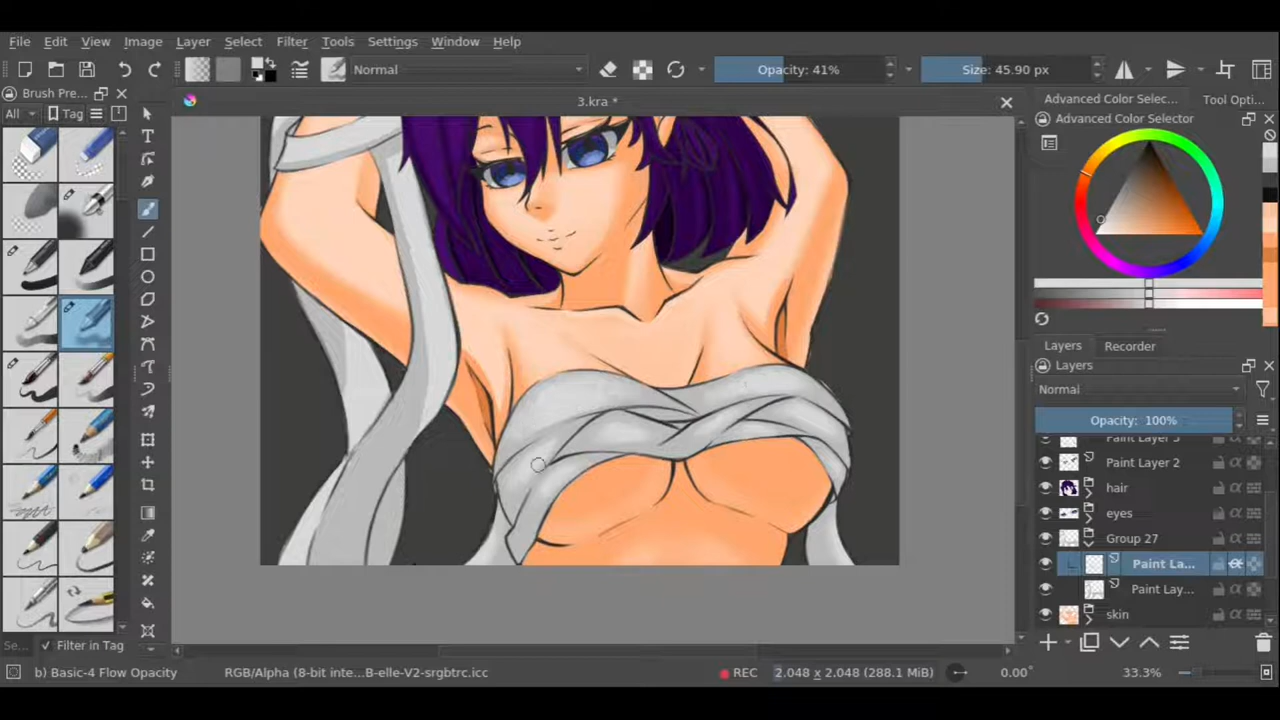 File Edit View Image Layer Select Filter Tools Settings Window Help
Normal Opacity: 41% Size: 45.90 px
Brush Pre...
All Tag
3.kra *
Advanced Color Selec... Tool Opti...
Advanced Color Selector
Layers Recorder
Layers
Normal
Opacity: 100%
Paint Layer 2
hair
eyes
Group 27
Paint La...
Paint Lay...
skin
Se... Filter in Tag
b) Basic-4 Flow Opacity RGB/Alpha (8-bit inte...B-elle-V2-srgbtrc.icc REC 2.048 x 2.048 (288.1 MiB) 0.00° 33.3%